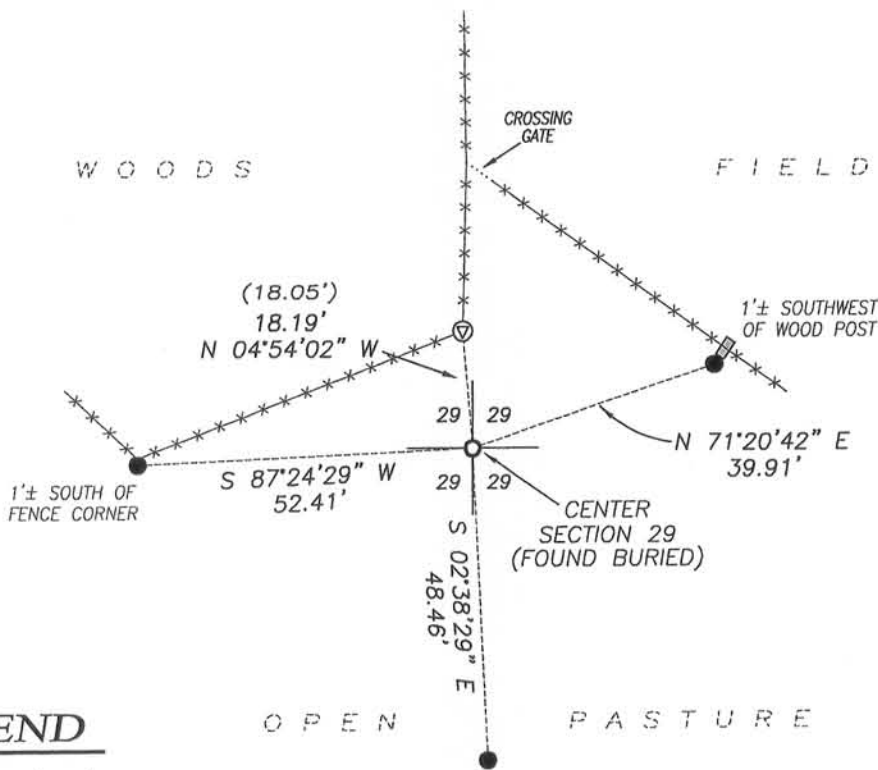 CROSSING
GATE
WOODS
FIELD
(18.05')
18.19'
N 04°54'02" W
1'± SOUTHWEST
OF WOOD POST
29 29
29 29
N 71°20'42" E
39.91'
S 87°24'29" W
52.41'
1'± SOUTH OF
FENCE CORNER
CENTER
SECTION 29
(FOUND BURIED)
S 02°38'29" E
48.46'
END
OPEN PASTURE